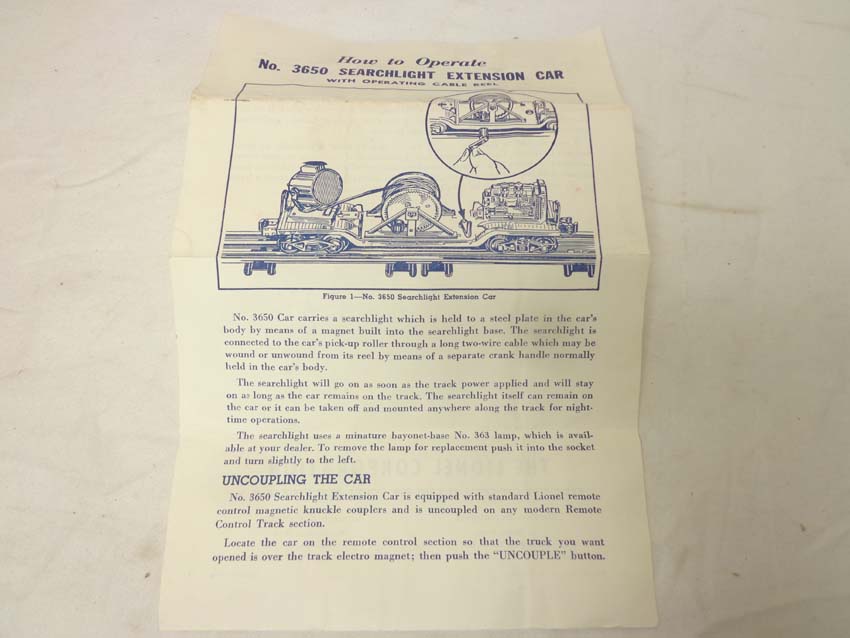 How to Operate
No. 3650 SEARCHLIGHT EXTENSION CAR
WITH OPERATING CABLE REEL
Figure 1—No. 3650 Searchlight Extension Car
No. 3650 Car carries a searchlight which is held to a steel plate in the car's
body by means of a magnet built into the searchlight base. The searchlight is
connected to the car's pick-up roller through a long two-wire cable which may be
wound or unwound from its reel by means of a separate crank handle normally
held in the car's body.
The searchlight will go on as soon as the track power applied and will stay
on as long as the car remains on the track. The searchlight itself can remain on
the car or it can be taken off and mounted anywhere along the track for night-
time operations.
The searchlight uses a minature bayonet-base No. 363 lamp, which is avail-
able at your dealer. To remove the lamp for replacement push it into the socket
and turn slightly to the left.
UNCOUPLING THE CAR
No. 3650 Searchlight Extension Car is equipped with standard Lionel remote
control magnetic knuckle couplers and is uncoupled on any modern Remote
Control Track section.
Locate the car on the remote control section so that the truck you want
opened is over the track electro magnet; then push the "UNCOUPLE" button.